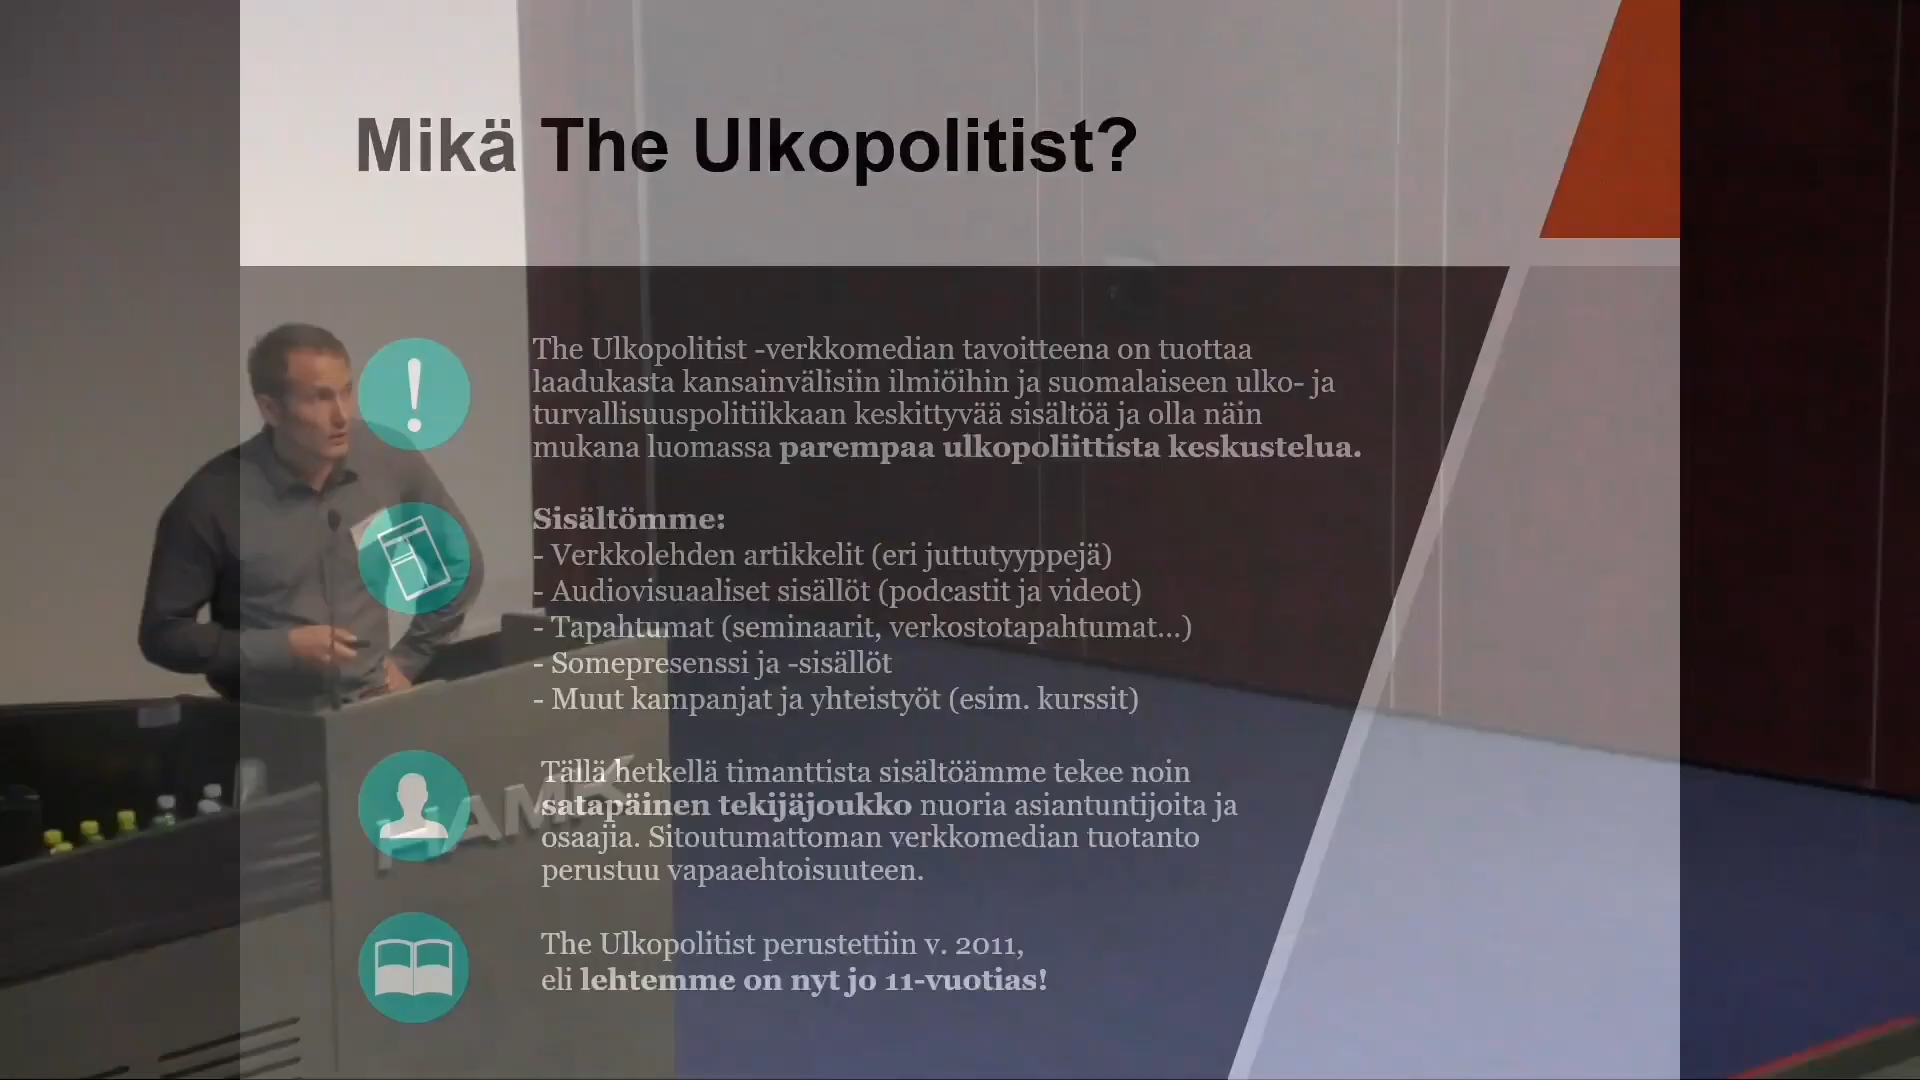 Mikä The Ulkopolitist?
The Ulkopolitist -verkkomedian tavoitteena on tuottaa
laadukasta kansainvälisiin ilmiöihin ja suomalaiseen ulko- ja
turvallisuuspolitiikkaan keskittyvää sisältöä ja olla näin
mukana luomassa parempaa ulkopoliittista keskustelua.
Sisältömme:
- Verkkolehden artikkelit (eri juttutyyppejä)
- Audiovisuaaliset sisällöt (podcastit ja videot)
- Tapahtumat (seminaarit, verkostotapahtumat...)
- Somepresenssi ja -sisällöt
- Muut kampanjat ja yhteistyöt (esim. kurssit)
Tällä hetkellä timanttista sisältöämme tekee noin
satapäinen tekijäjoukko nuoria asiantuntijoita ja
osaajia. Sitoutumattoman verkkomedian tuotanto
perustuu vapaaehtoisuuteen.
HAMK
The Ulkopolitist perustettiin v. 2011,
eli lehtemme on nyt jo 11-vuotias!